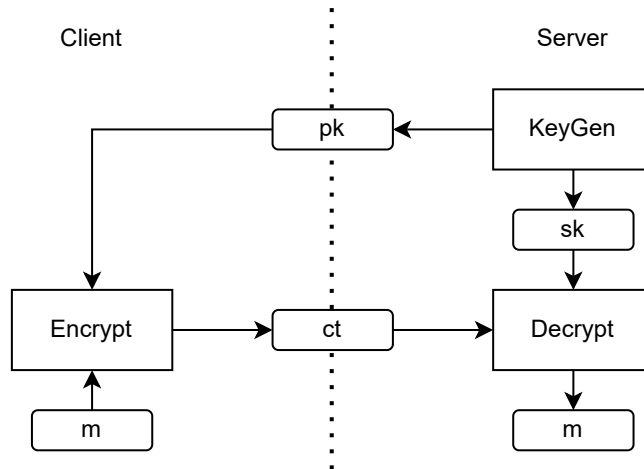 Client
Server
pk
KeyGen
sk
Encrypt
ct
Decrypt
m
m